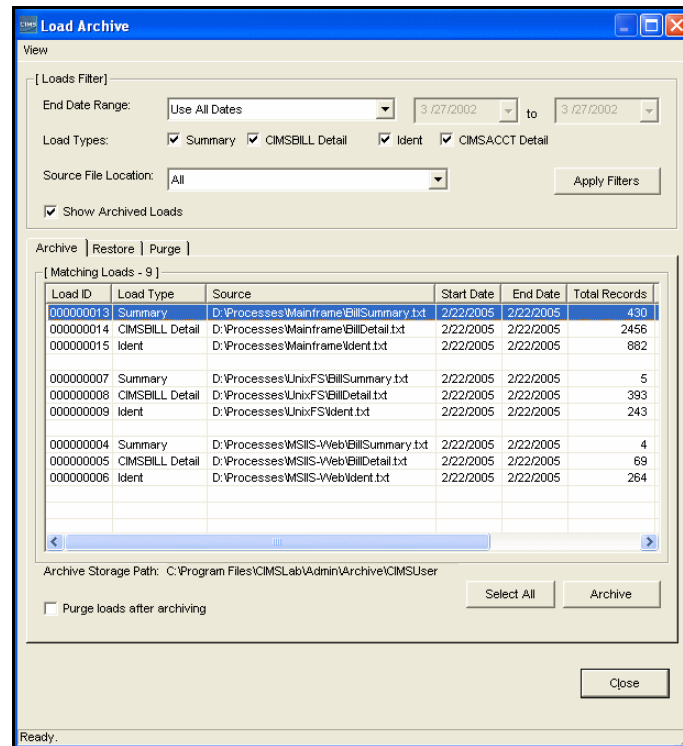 CIMS Load Archive
View
[ Loads Filter]
End Date Range: Use All Dates 3 /27/2002 to 3 /27/2002
Load Types: Summary CIMSBILL Detail Ident CIMSACCT Detail
Source File Location: All Apply Filters
Show Archived Loads
Archive Restore Purge
[ Matching Loads - 9 ]
Load ID Load Type Source Start Date End Date Total Records
000000013 Summary D:\Processes\Mainframe\BillSummary.txt 2/22/2005 2/22/2005 430
000000014 CIMSBILL Detail D:\Processes\Mainframe\BillDetail.txt 2/22/2005 2/22/2005 2456
000000015 Ident D:\Processes\Mainframe\Ident.txt 2/22/2005 2/22/2005 882
000000007 Summary D:\Processes\UnixFS\BillSummary.txt 2/22/2005 2/22/2005 5
000000008 CIMSBILL Detail D:\Processes\UnixFS\BillDetail.txt 2/22/2005 2/22/2005 393
000000009 Ident D:\Processes\UnixFS\Ident.txt 2/22/2005 2/22/2005 243
000000004 Summary D:\Processes\MSIIS-Web\BillSummary.txt 2/22/2005 2/22/2005 4
000000005 CIMSBILL Detail D:\Processes\MSIIS-Web\BillDetail.txt 2/22/2005 2/22/2005 69
000000006 Ident D:\Processes\MSIIS-Web\Ident.txt 2/22/2005 2/22/2005 264
Archive Storage Path: C:\Program Files\CIMSLab\Admin\Archive\CIMSUser
Select All Archive
Purge loads after archiving
Close
Ready.